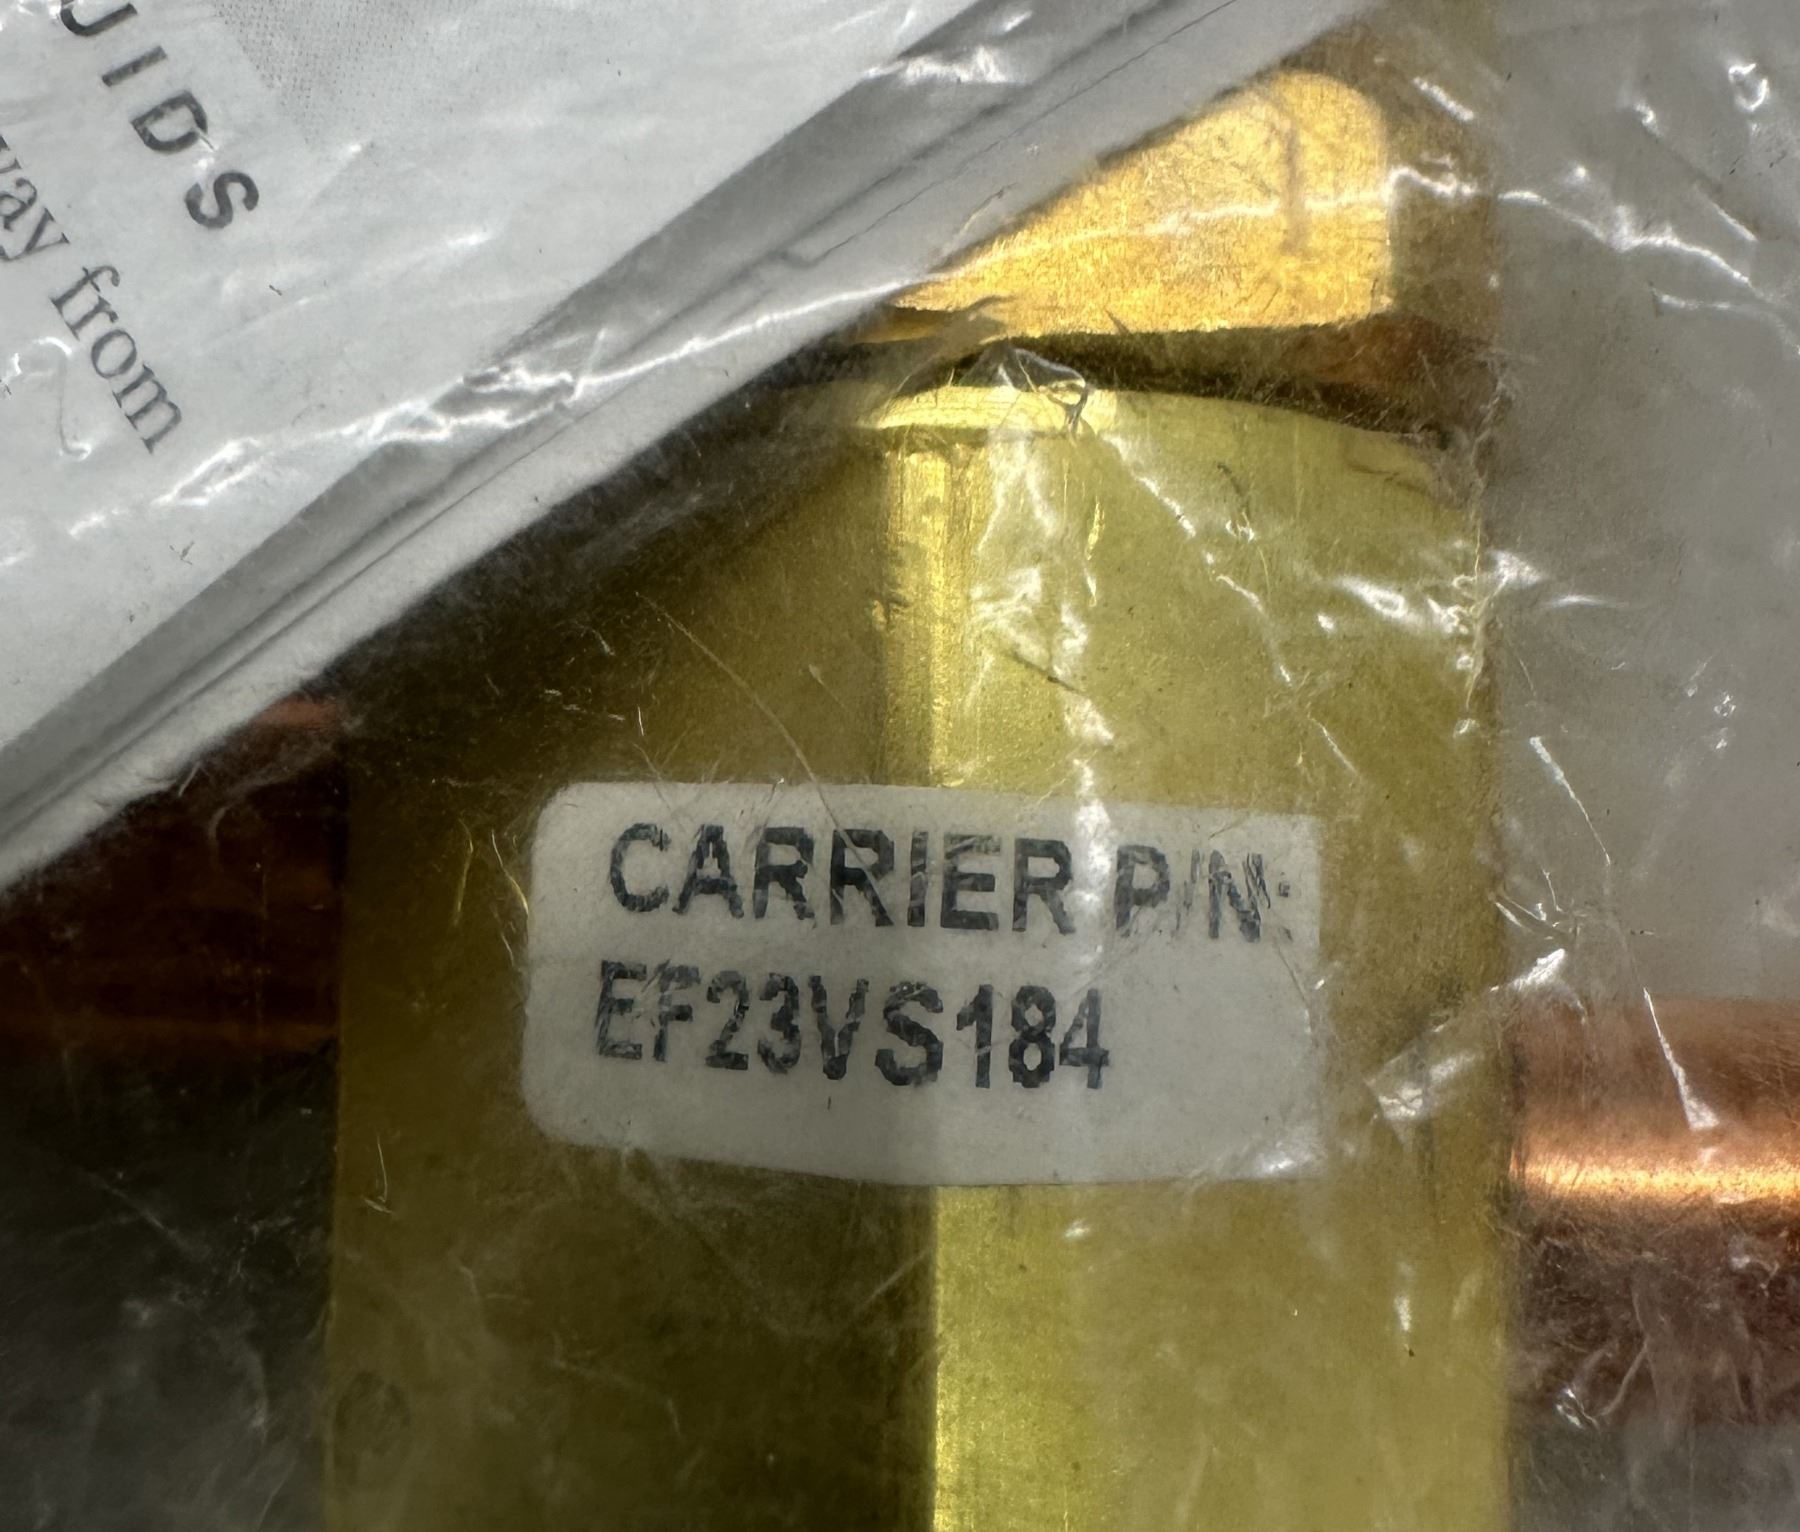 UIDS
way from
CARRIER P/N:
EF23VS184